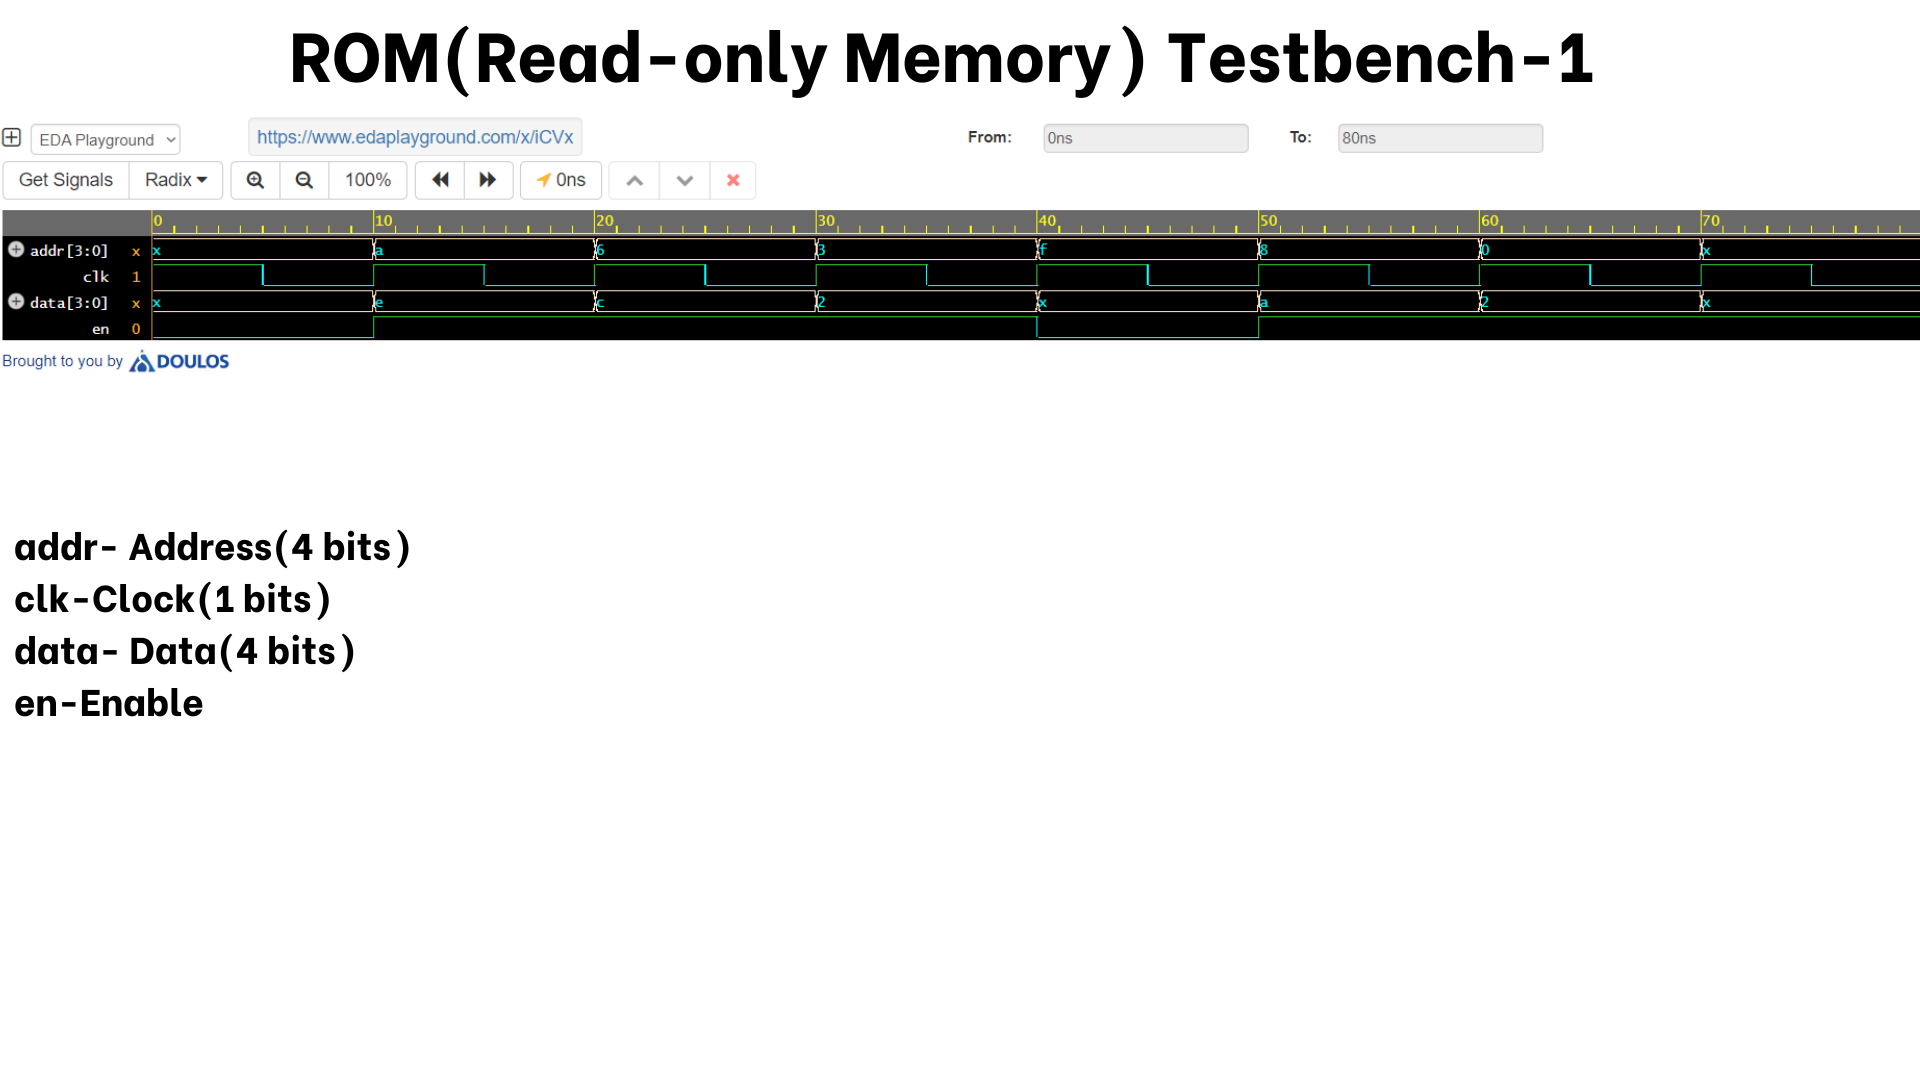 ROM(Read-only Memory) Testbench-1
EDA Playground https://www.edaplayground.com/x/iCVx From: 0ns To: 80ns
Get Signals Radix 100% 0ns
0 10 20 30 40 50 60 70
addr[3:0] x x a 6 3 f 8 0 x
clk 1
data[3:0] x x e c 2 x a 2 x
en 0
Brought to you by DOULOS
addr- Address(4 bits)
clk-Clock(1 bits)
data- Data(4 bits)
en-Enable